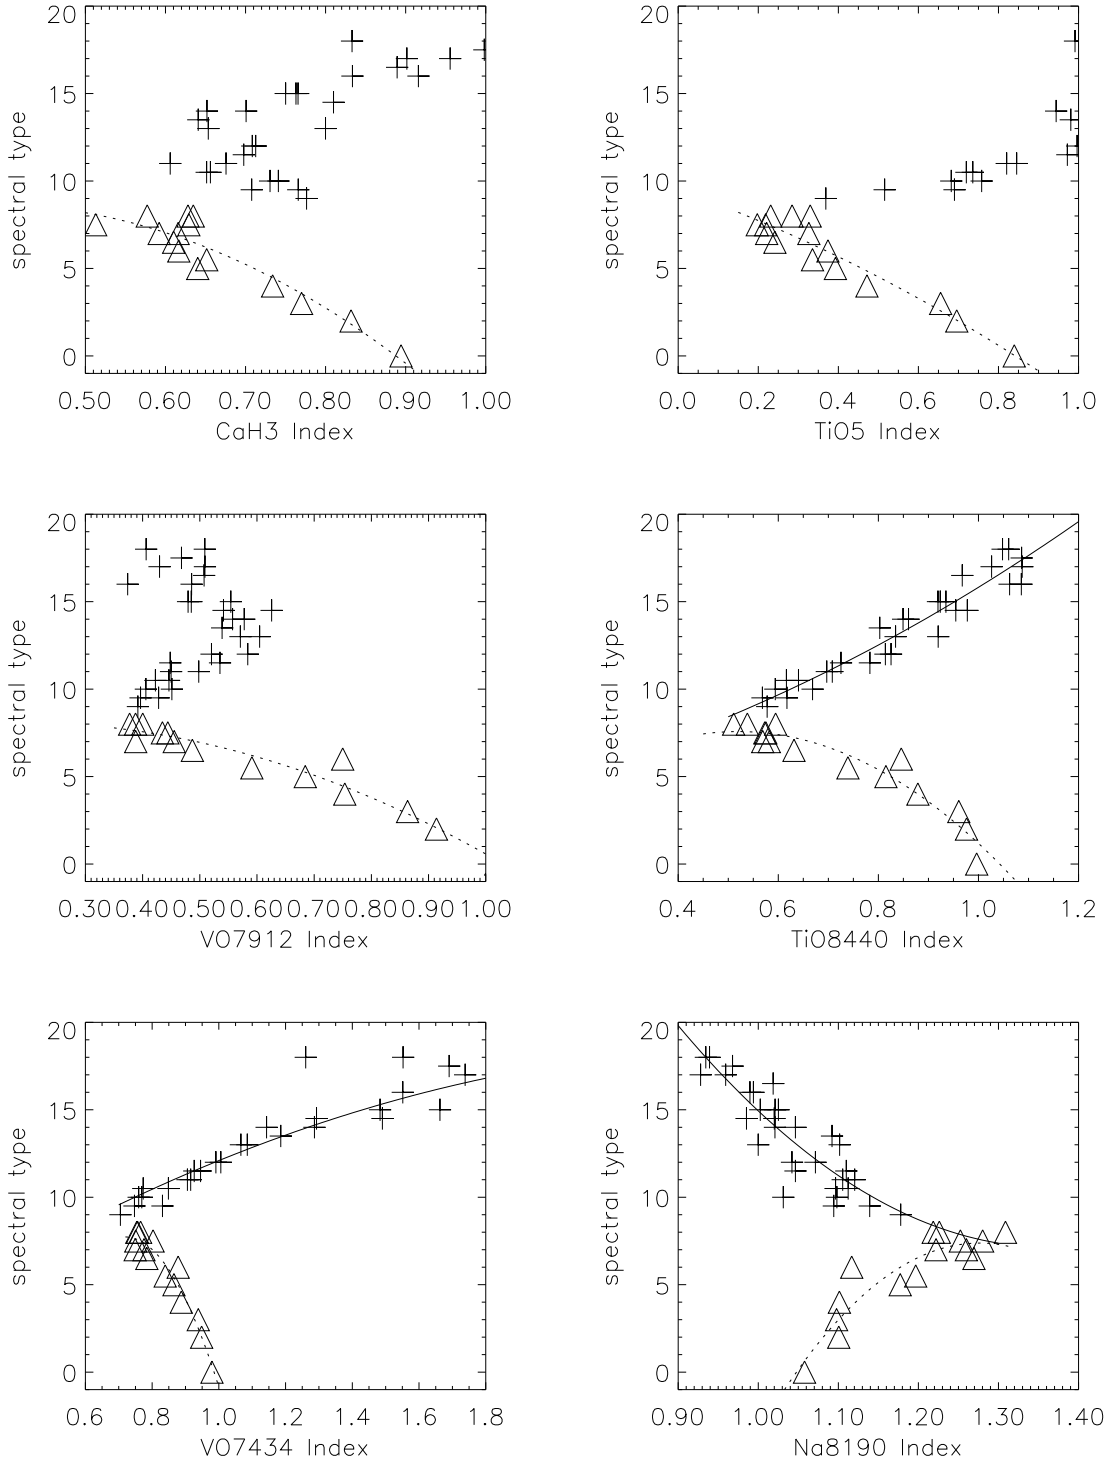 20
15
10
5
0
spectral type
0.50 0.60 0.70 0.80 0.90 1.00
CaH3 Index
20
15
10
5
0
spectral type
0.0 0.2 0.4 0.6 0.8 1.0
TiO5 Index
20
15
10
5
0
spectral type
0.30 0.40 0.50 0.60 0.70 0.80 0.90 1.00
VO7912 Index
20
15
10
5
0
spectral type
0.4 0.6 0.8 1.0 1.2
TiO8440 Index
20
15
10
5
0
spectral type
0.6 0.8 1.0 1.2 1.4 1.6 1.8
VO7434 Index
20
15
10
5
0
spectral type
0.90 1.00 1.10 1.20 1.30 1.40
Na8190 Index